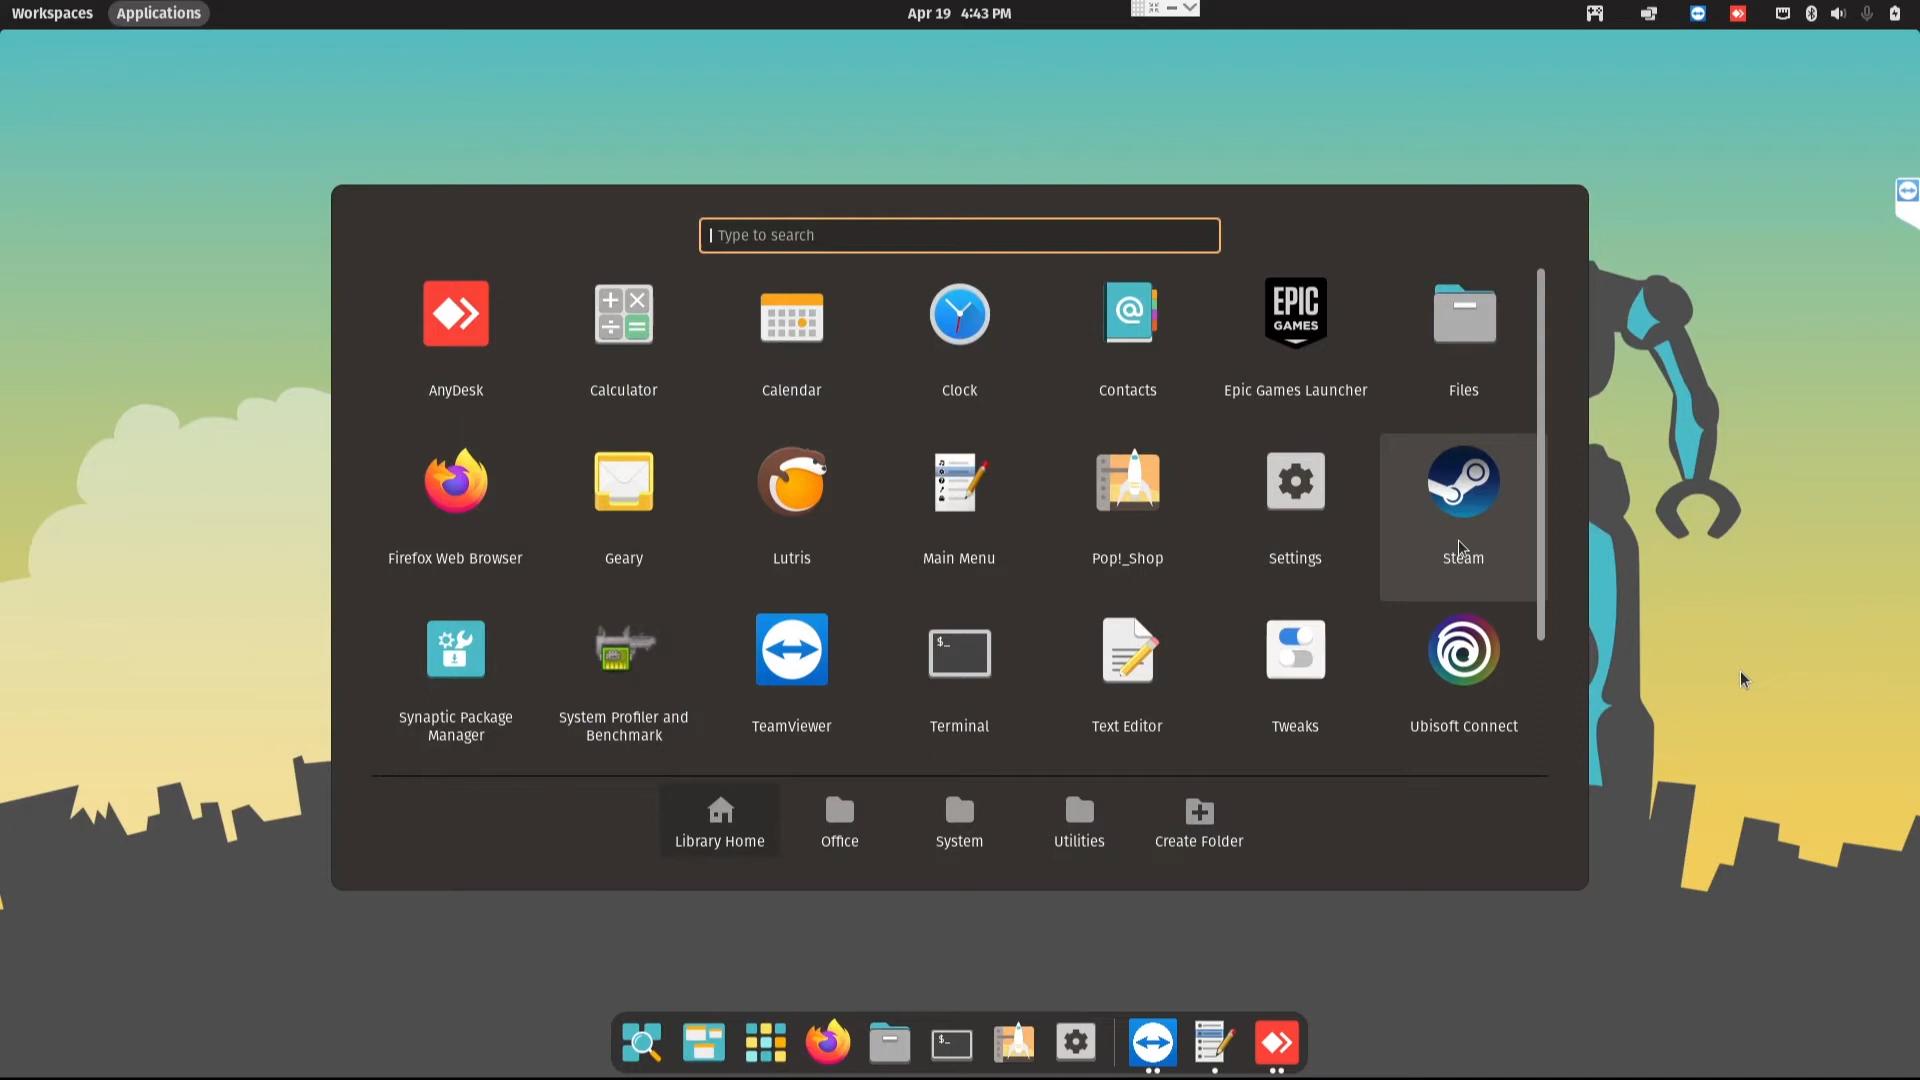 Workspaces
Applications
Apr 19 4:43 PM
Type to search
AnyDesk
Calculator
Calendar
Clock
Contacts
EPIC
GAMES
Epic Games Launcher
Files
Firefox Web Browser
Geary
Lutris
Main Menu
Pop!_Shop
Settings
Steam
Synaptic Package
Manager
System Profiler and
Benchmark
TeamViewer
$_
Terminal
Text Editor
Tweaks
Ubisoft Connect
Library Home
Office
System
Utilities
Create Folder
$_